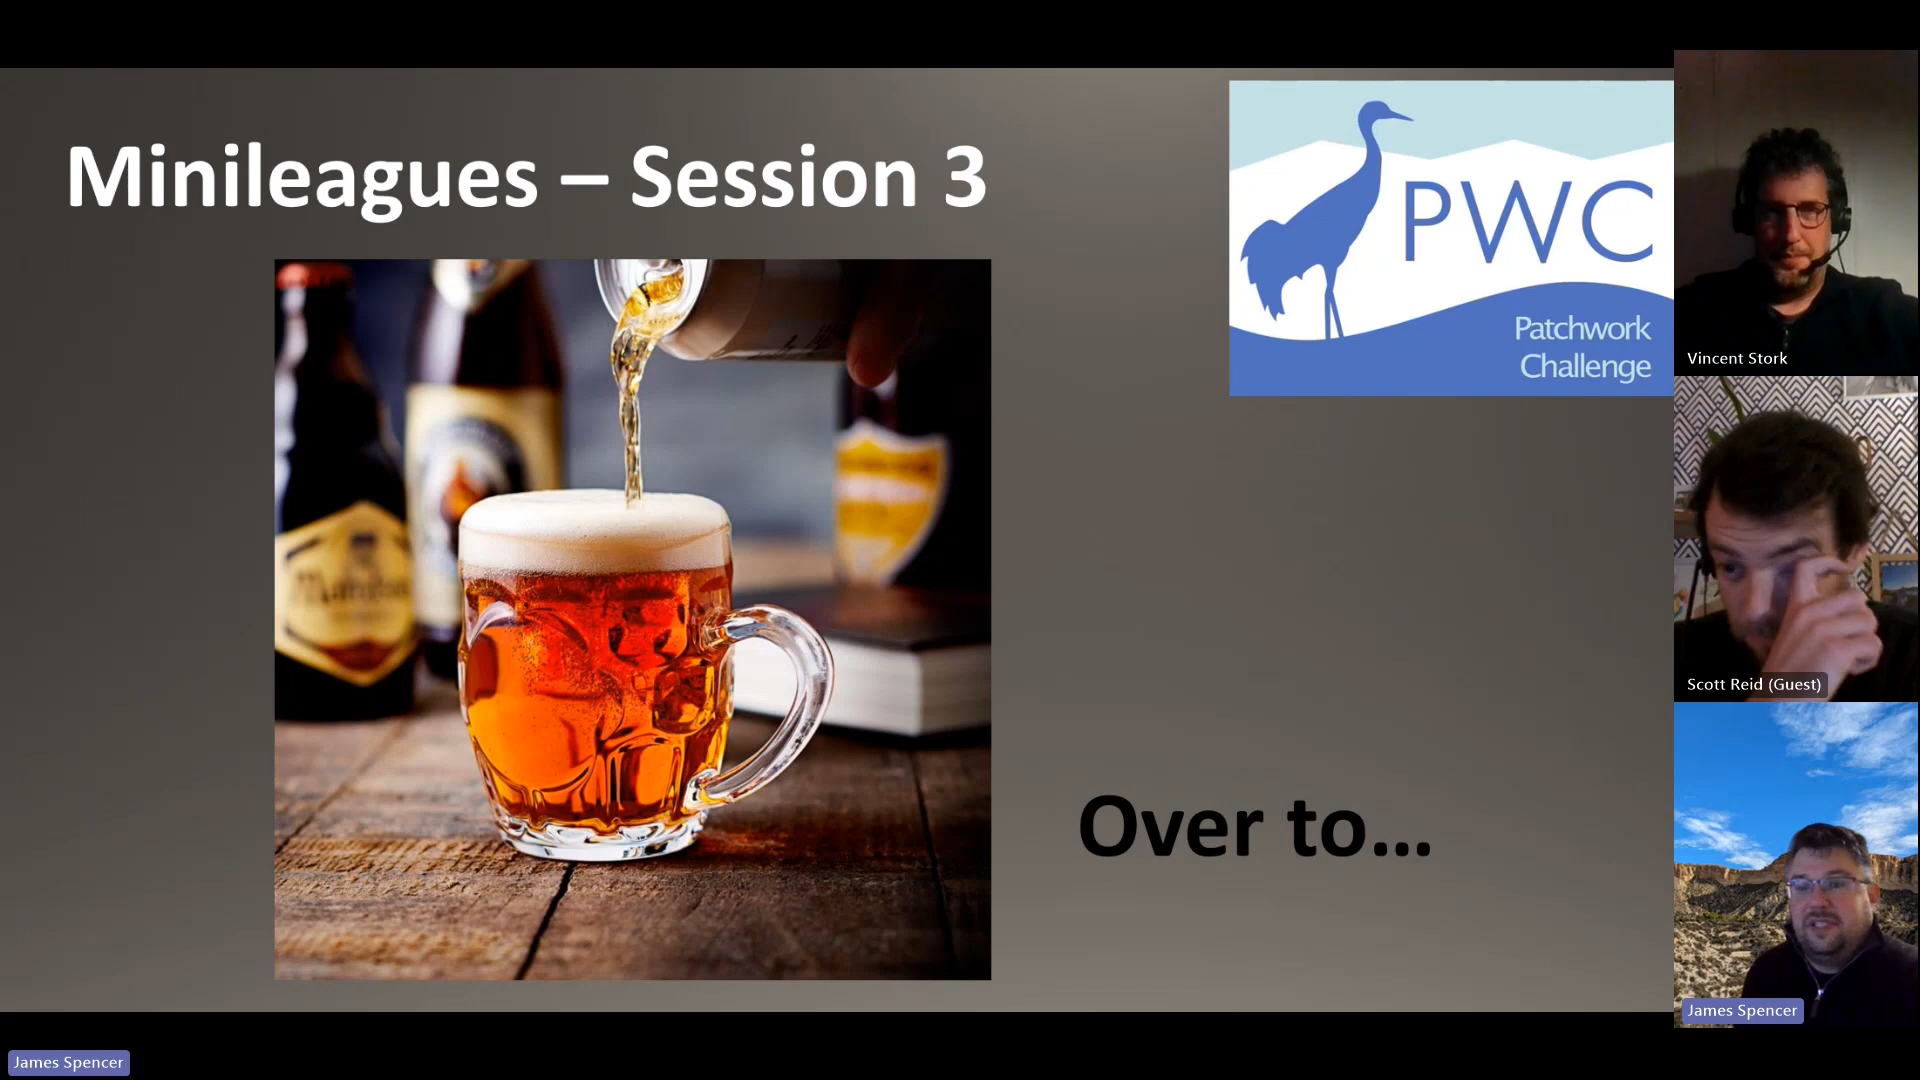 Minileagues – Session 3
PWC
Patchwork
Challenge
Over to...
Vincent Stork
Scott Reid (Guest)
James Spencer
James Spencer